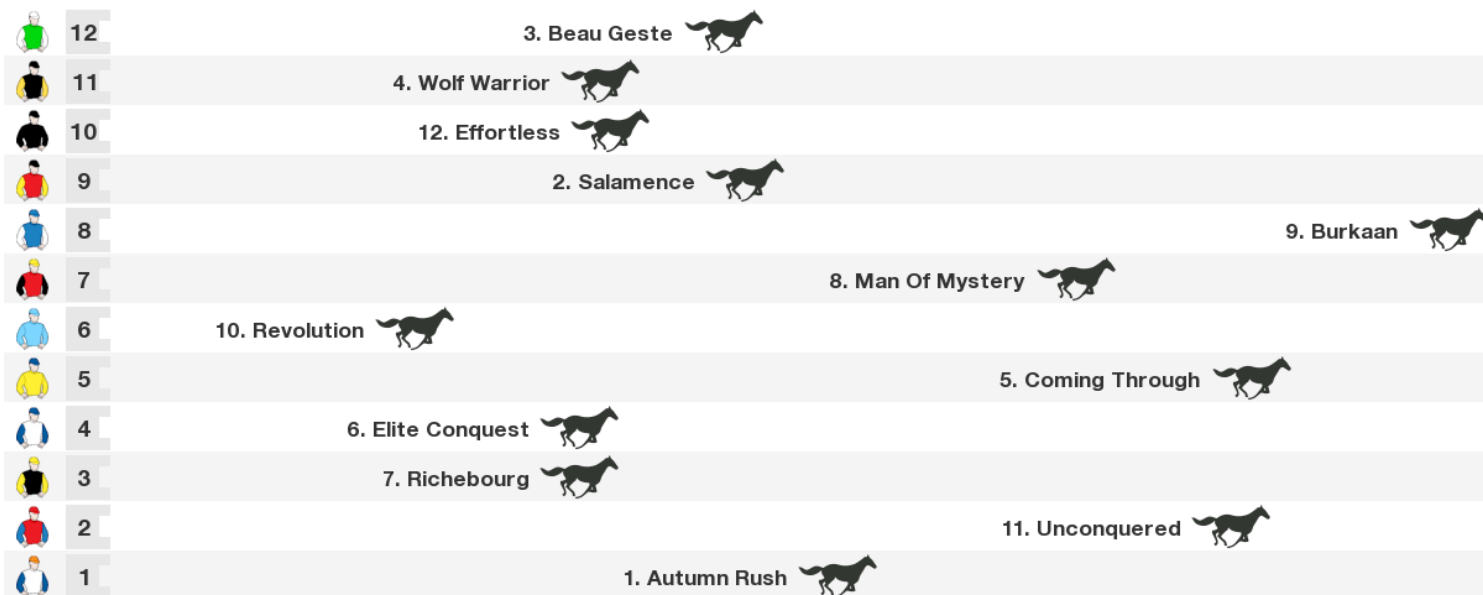 12 3. Beau Geste
11 4. Wolf Warrior
10 12. Effortless
9 2. Salamence
8 9. Burkaan
7 8. Man Of Mystery
6 10. Revolution
5 5. Coming Through
4 6. Elite Conquest
3 7. Richebourg
2 11. Unconquered
1 1. Autumn Rush